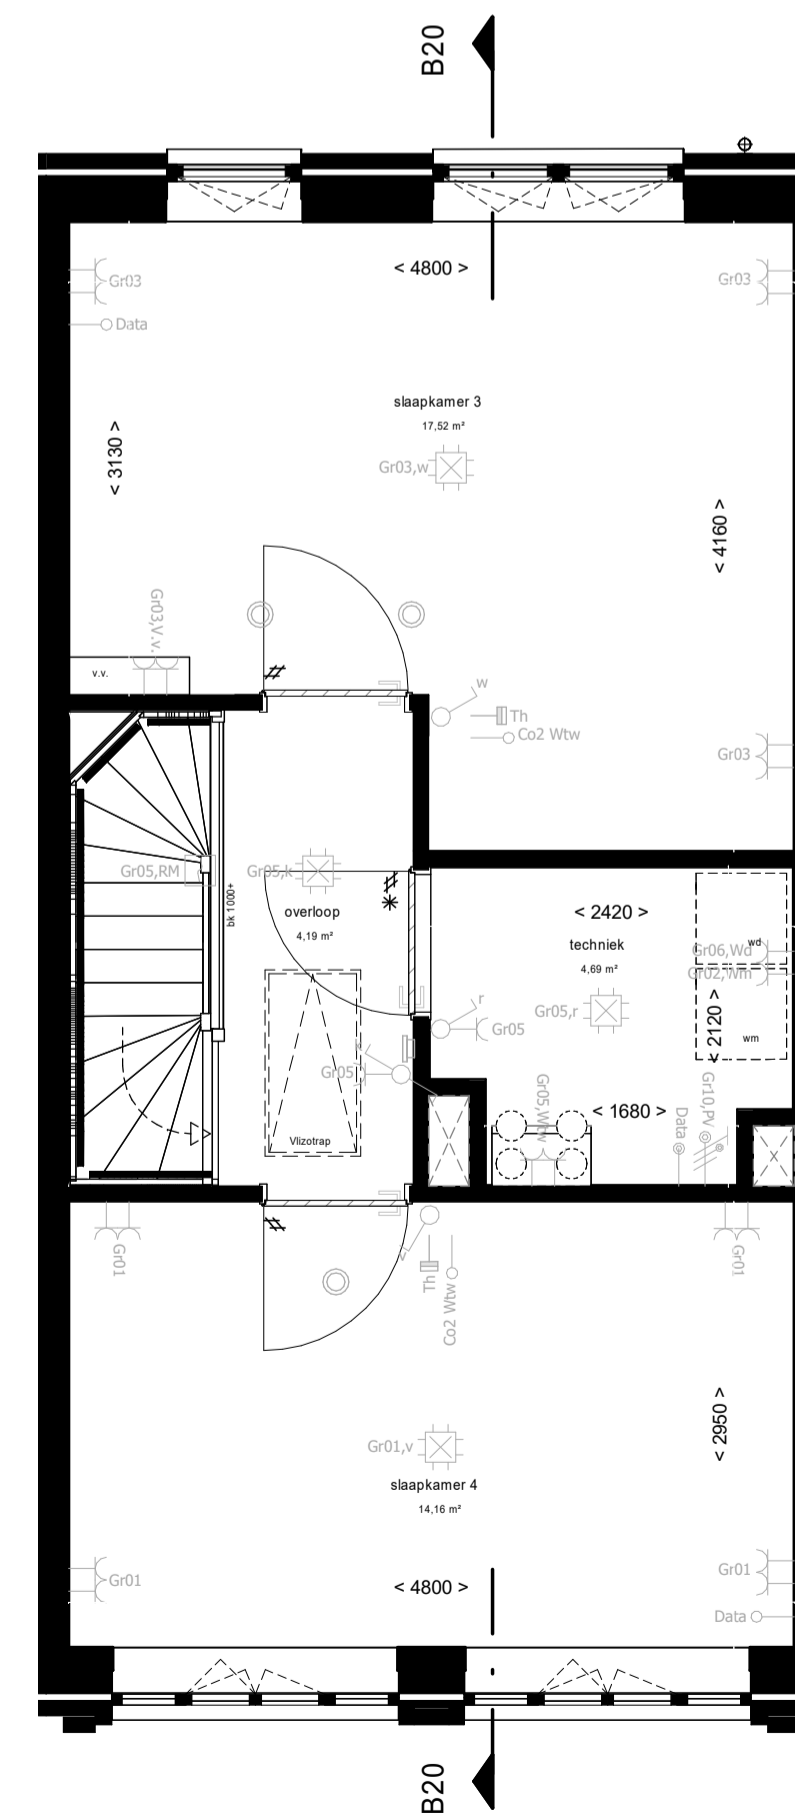 B20
< 4800 >
Gr03
Gr03
Data
slaapkamer 3
17,52 m²
< 3130 >
Gr03,w
< 4160 >
Gr03,V.v.
v.v.
w
Th
Co2 Wtw
Gr03
Gr05,RM
Gr05,k
bk 1000+
overloop
4,19 m²
< 2420 >
techniek
4,69 m²
wd
Gr06,Wd
Gr02,Wm
Gr05,r
< 2120 >
wm
r
Gr05
Gr05
Gr05,Wtw
< 1680 >
Data
Gr10,PV
Vlizotrap
Gr01
Gr01
Th
Co2 Wtw
< 2950 >
Gr01,v
slaapkamer 4
14,16 m²
Gr01
Gr01
< 4800 >
Data
B20